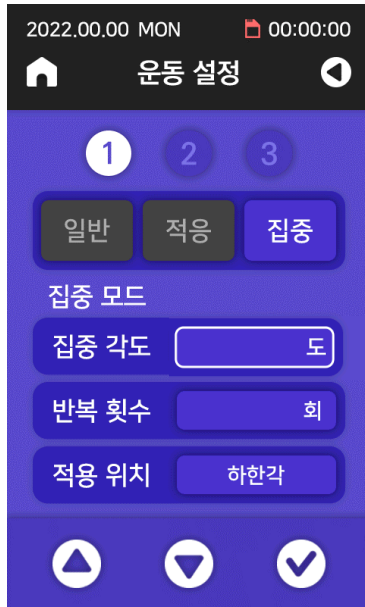 2022.00.00 MON 00:00:00
운동 설정
1 2 3
일반 적응 집중
집중 모드
집중 각도 도
반복 횟수 회
적용 위치 하한각